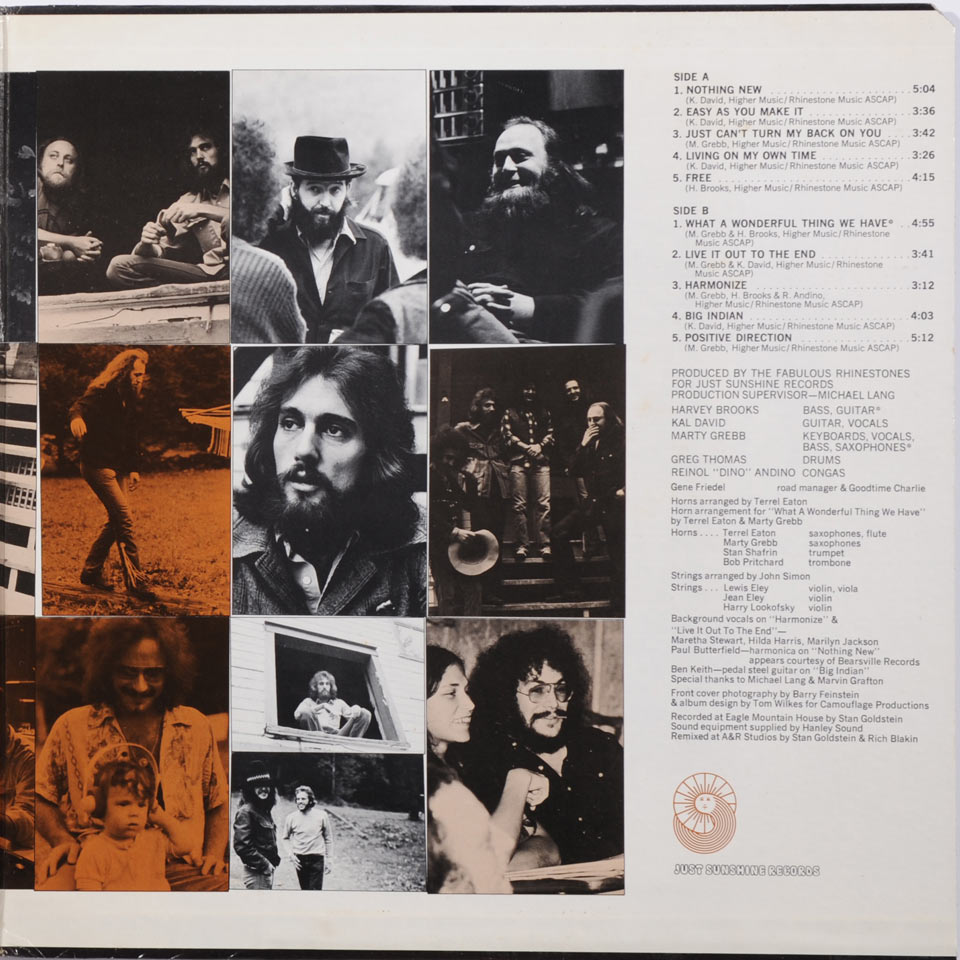 SIDE A
1. NOTHING NEW . . . . . . . . . . . . . . . . . . . 5:04
(K. David, Higher Music/Rhinestone Music ASCAP)
2. EASY AS YOU MAKE IT . . . . . . . . . . . . . 3:36
(K. David, Higher Music/Rhinestone Music ASCAP)
3. JUST CAN'T TURN MY BACK ON YOU . . . . 3:42
(M. Grebb, Higher Music/Rhinestone Music ASCAP)
4. LIVING ON MY OWN TIME . . . . . . . . . . . 3:26
(K. David, Higher Music/Rhinestone Music ASCAP)
5. FREE . . . . . . . . . . . . . . . . . . . . . . . . 4:15
(H. Brooks, Higher Music/Rhinestone Music ASCAP)
SIDE B
1. WHAT A WONDERFUL THING WE HAVE* . . 4:55
(M. Grebb & H. Brooks, Higher Music/Rhinestone
Music ASCAP)
2. LIVE IT OUT TO THE END . . . . . . . . . . . . 3:41
(M. Grebb & K. David, Higher Music/Rhinestone
Music ASCAP)
3. HARMONIZE . . . . . . . . . . . . . . . . . . . . 3:12
(M. Grebb, H. Brooks & R. Andino,
Higher Music/Rhinestone Music ASCAP)
4. BIG INDIAN . . . . . . . . . . . . . . . . . . . . 4:03
(K. David, Higher Music/Rhinestone Music ASCAP)
5. POSITIVE DIRECTION . . . . . . . . . . . . . . 5:12
(M. Grebb, Higher Music/Rhinestone Music ASCAP)
PRODUCED BY THE FABULOUS RHINESTONES
FOR JUST SUNSHINE RECORDS
PRODUCTION SUPERVISOR—MICHAEL LANG
HARVEY BROOKS BASS, GUITAR*
KAL DAVID GUITAR, VOCALS
MARTY GREBB KEYBOARDS, VOCALS,
BASS, SAXOPHONES*
GREG THOMAS DRUMS
REINOL "DINO" ANDINO CONGAS
Gene Friedel road manager & Goodtime Charlie
Horns arranged by Terrel Eaton
Horn arrangement for "What A Wonderful Thing We Have"
by Terrel Eaton & Marty Grebb
Horns . . . . Terrel Eaton saxophones, flute
Marty Grebb saxophones
Stan Shafrin trumpet
Bob Pritchard trombone
Strings arranged by John Simon
Strings . . . Lewis Eley violin, viola
Jean Eley violin
Harry Lookofsky violin
Background vocals on "Harmonize" &
"Live It Out To The End"—
Maretha Stewart, Hilda Harris, Marilyn Jackson
Paul Butterfield—harmonica on "Nothing New"
appears courtesy of Bearsville Records
Ben Keith—pedal steel guitar on "Big Indian"
Special thanks to Michael Lang & Marvin Grafton
Front cover photography by Barry Feinstein
& album design by Tom Wilkes for Camouflage Productions
Recorded at Eagle Mountain House by Stan Goldstein
Sound equipment supplied by Hanley Sound
Remixed at A&R Studios by Stan Goldstein & Rich Blakin
JUST SUNSHINE RECORDS